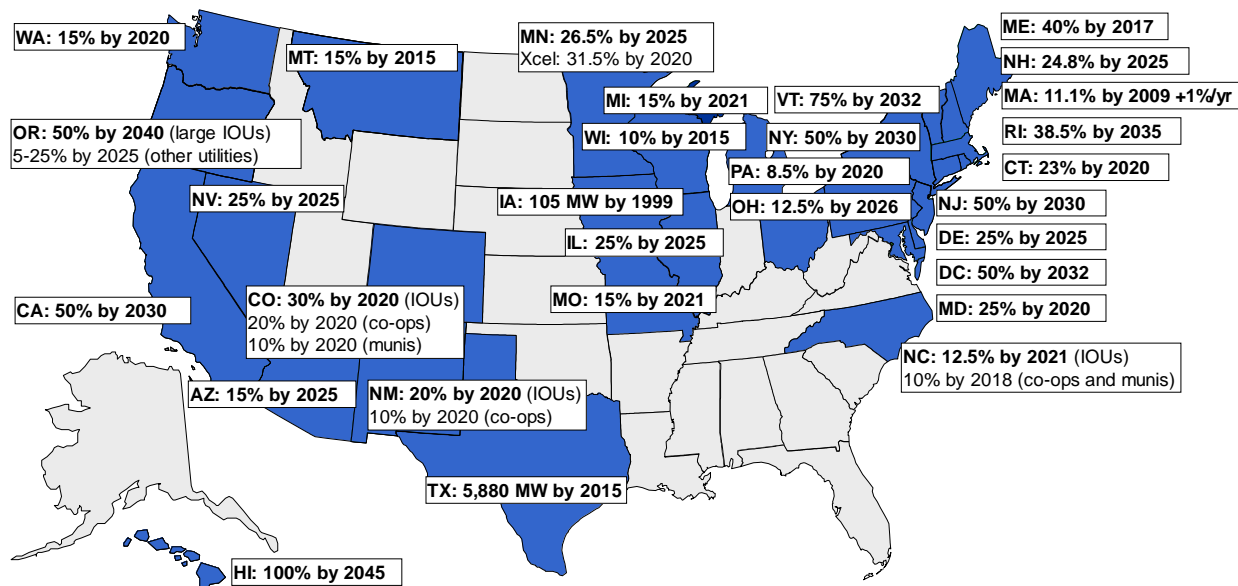 WA: 15% by 2020
MT: 15% by 2015
MN: 26.5% by 2025
Xcel: 31.5% by 2020
ME: 40% by 2017
NH: 24.8% by 2025
MI: 15% by 2021
VT: 75% by 2032
MA: 11.1% by 2009 +1%/yr
OR: 50% by 2040 (large IOUs)
5-25% by 2025 (other utilities)
WI: 10% by 2015
NY: 50% by 2030
RI: 38.5% by 2035
PA: 8.5% by 2020
CT: 23% by 2020
NV: 25% by 2025
IA: 105 MW by 1999
OH: 12.5% by 2026
NJ: 50% by 2030
IL: 25% by 2025
DE: 25% by 2025
DC: 50% by 2032
CA: 50% by 2030
CO: 30% by 2020 (IOUs)
20% by 2020 (co-ops)
10% by 2020 (munis)
MO: 15% by 2021
MD: 25% by 2020
NC: 12.5% by 2021 (IOUs)
10% by 2018 (co-ops and munis)
AZ: 15% by 2025
NM: 20% by 2020 (IOUs)
10% by 2020 (co-ops)
TX: 5,880 MW by 2015
HI: 100% by 2045